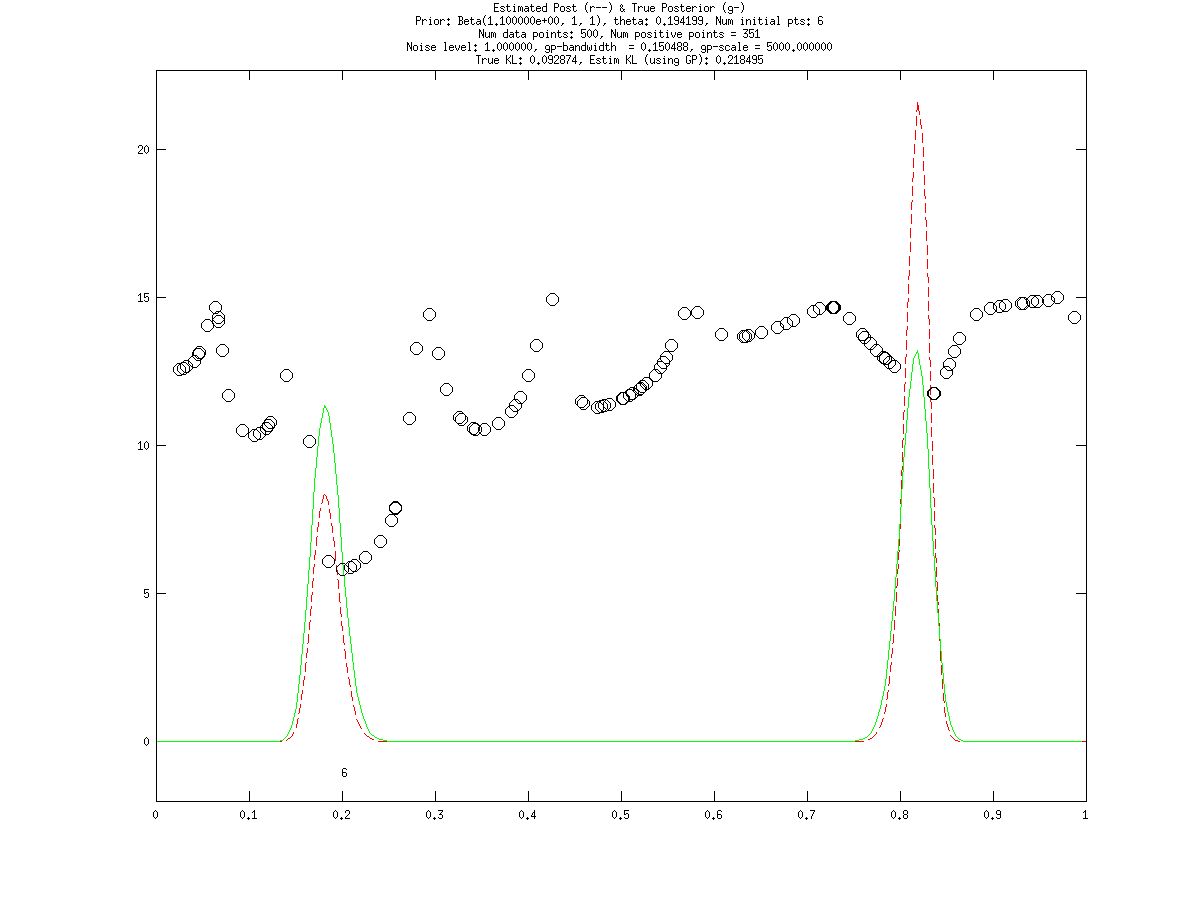 Estimated Post (r--) & True Posterior (g-)
Prior: Beta(1.100000e+00, 1, 1), theta: 0.194199, Num initial pts: 6
Num data points: 500, Num positive points = 351
Noise level: 1.000000, gp-bandwidth  = 0.150488, gp-scale = 5000.000000
True KL: 0.092874, Estim KL (using GP): 0.218495
20
15
10
5
0
6
0 0.1 0.2 0.3 0.4 0.5 0.6 0.7 0.8 0.9 1